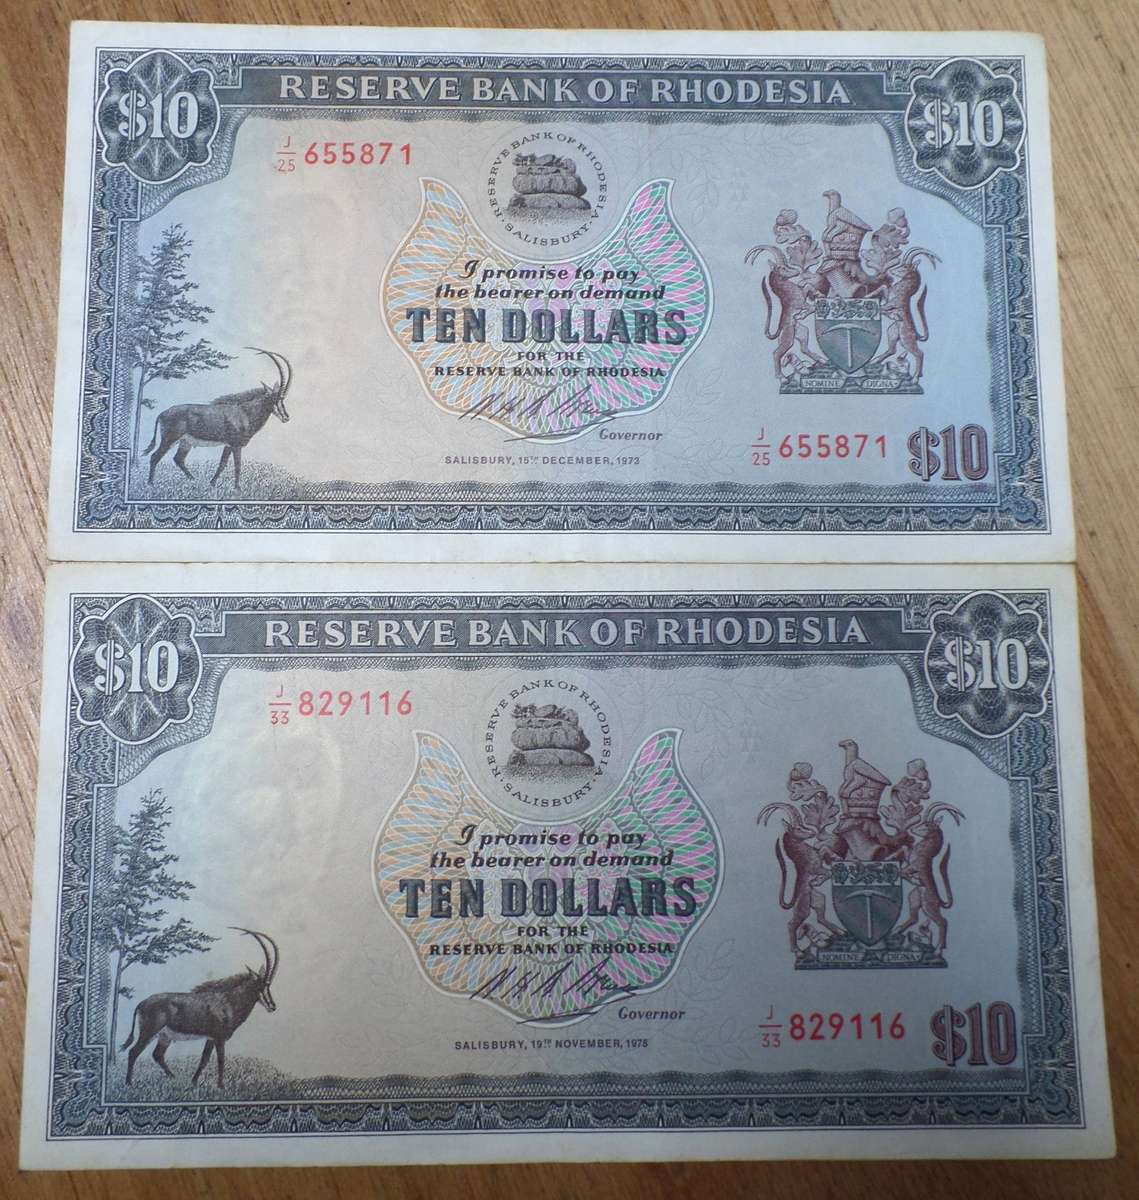 RESERVE BANK OF RHODESIA
$10
$10
J/25 655871
RESERVE BANK OF RHODESIA · SALISBURY ·
I promise to pay
the bearer on demand
TEN DOLLARS
FOR THE
RESERVE BANK OF RHODESIA
Governor
SALISBURY, 15TH DECEMBER, 1973
NOMINE DIGNA
J/25 655871
$10
RESERVE BANK OF RHODESIA
$10
$10
J/33 829116
RESERVE BANK OF RHODESIA · SALISBURY ·
I promise to pay
the bearer on demand
TEN DOLLARS
FOR THE
RESERVE BANK OF RHODESIA
Governor
SALISBURY, 19TH NOVEMBER, 1975
NOMINE DIGNA
J/33 829116
$10